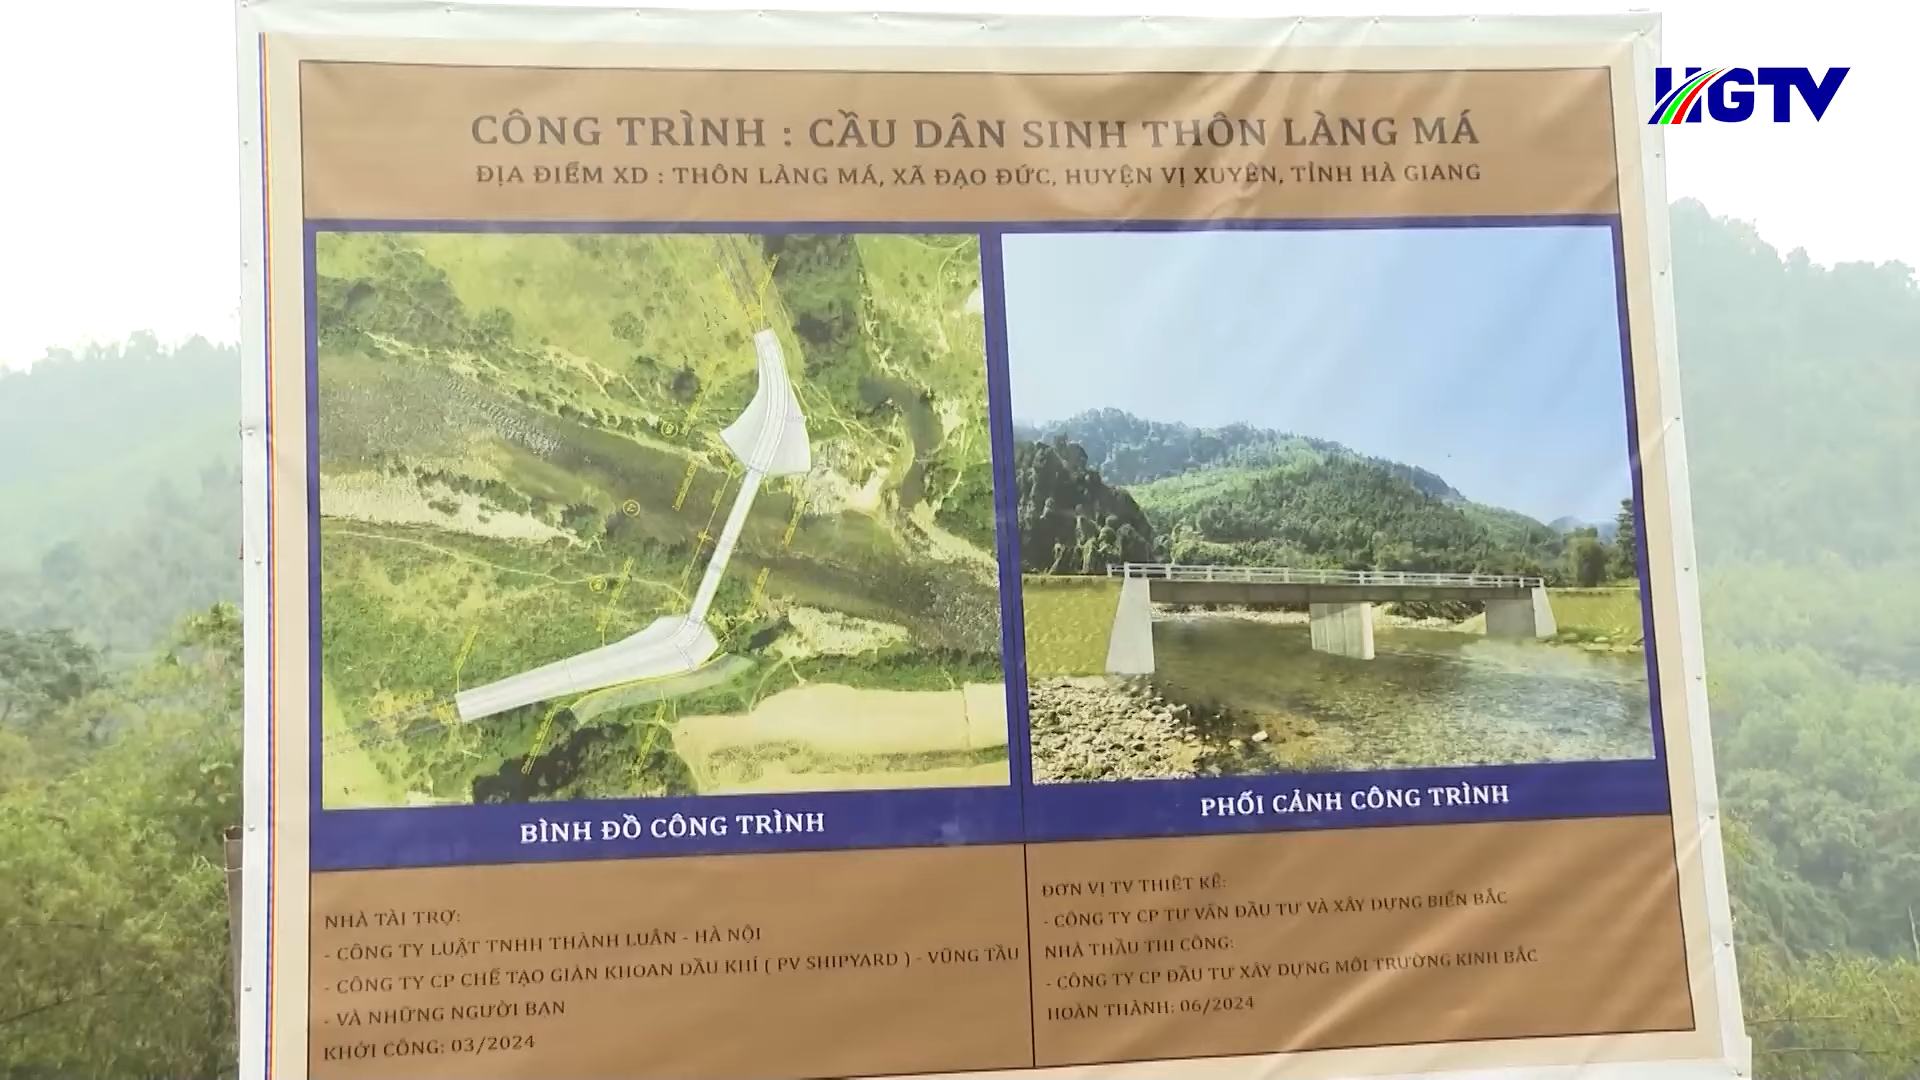 HGTV
CÔNG TRÌNH : CẦU DÂN SINH THÔN LÀNG MÁ
ĐỊA ĐIỂM XD : THÔN LÀNG MÁ, XÃ ĐẠO ĐỨC, HUYỆN VỊ XUYÊN, TỈNH HÀ GIANG
BÌNH ĐỒ CÔNG TRÌNH
PHỐI CẢNH CÔNG TRÌNH
NHÀ TÀI TRỢ:
- CÔNG TY LUẬT TNHH THÀNH LUÂN - HÀ NỘI
- CÔNG TY CP CHẾ TẠO GIÀN KHOAN DẦU KHÍ ( PV SHIPYARD ) - VŨNG TẦU
- VÀ NHỮNG NGƯỜI BẠN
KHỞI CÔNG: 03/2024
ĐƠN VỊ TV THIẾT KẾ:
- CÔNG TY CP TƯ VẤN ĐẦU TƯ VÀ XÂY DỰNG BIỂN BẮC
NHÀ THẦU THI CÔNG:
- CÔNG TY CP ĐẦU TƯ XÂY DỰNG MÔI TRƯỜNG KINH BẮC
HOÀN THÀNH: 06/2024